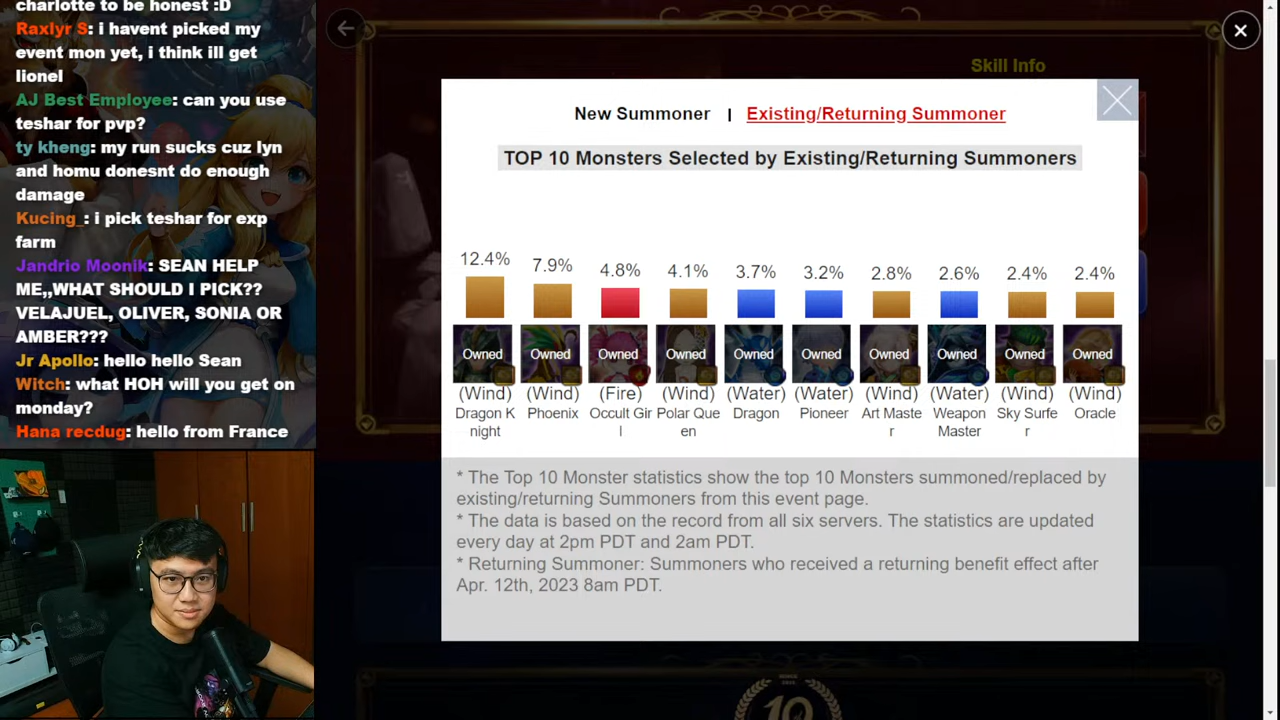 charlotte to be honest :D
Raxlyr S: i havent picked my
event mon yet, i think ill get
lionel
AJ Best Employee: can you use
teshar for pvp?
ty kheng: my run sucks cuz lyn
and homu donesnt do enough
damage
Kucing_: i pick teshar for exp
farm
Jandrio Moonik: SEAN HELP
ME,,WHAT SHOULD I PICK??
VELAJUEL, OLIVER, SONIA OR
AMBER???
Jr Apollo: hello hello Sean
Witch: what HOH will you get on
monday?
Hana recdug: hello from France
Skill Info
New Summoner | Existing/Returning Summoner
TOP 10 Monsters Selected by Existing/Returning Summoners
12.4% 7.9% 4.8% 4.1% 3.7% 3.2% 2.8% 2.6% 2.4% 2.4%
Owned Owned Owned Owned Owned Owned Owned Owned Owned Owned
(Wind) (Wind) (Fire) (Wind) (Water) (Water) (Wind) (Water) (Wind) (Wind)
Dragon K Phoenix Occult Gir Polar Que Dragon Pioneer Art Maste Weapon Sky Surfe Oracle
night l en r Master r
* The Top 10 Monster statistics show the top 10 Monsters summoned/replaced by
existing/returning Summoners from this event page.
* The data is based on the record from all six servers. The statistics are updated
every day at 2pm PDT and 2am PDT.
* Returning Summoner: Summoners who received a returning benefit effect after
Apr. 12th, 2023 8am PDT.
10